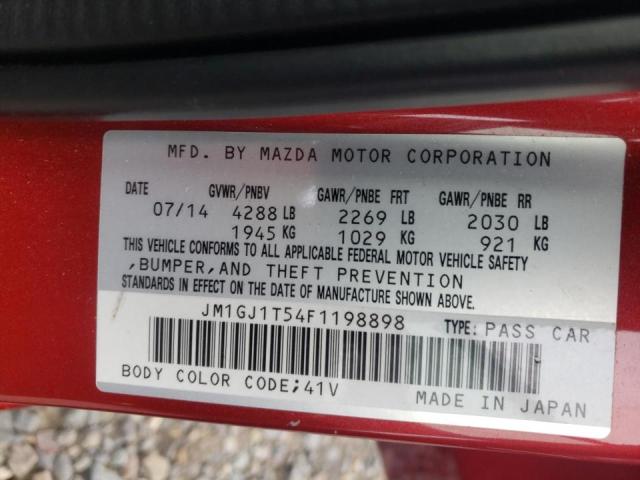 MFD. BY MAZDA MOTOR CORPORATION
DATE GVWR/PNBV GAWR/PNBE FRT GAWR/PNBE RR
07/14 4288 LB 2269 LB 2030 LB
1945 KG 1029 KG 921 KG
THIS VEHICLE CONFORMS TO ALL APPLICABLE FEDERAL MOTOR VEHICLE SAFETY
,BUMPER,AND THEFT PREVENTION
STANDARDS IN EFFECT ON THE DATE OF MANUFACTURE SHOWN ABOVE.
JM1GJ1T54F1198898 TYPE: PASS CAR
BODY COLOR CODE;41V MADE IN JAPAN